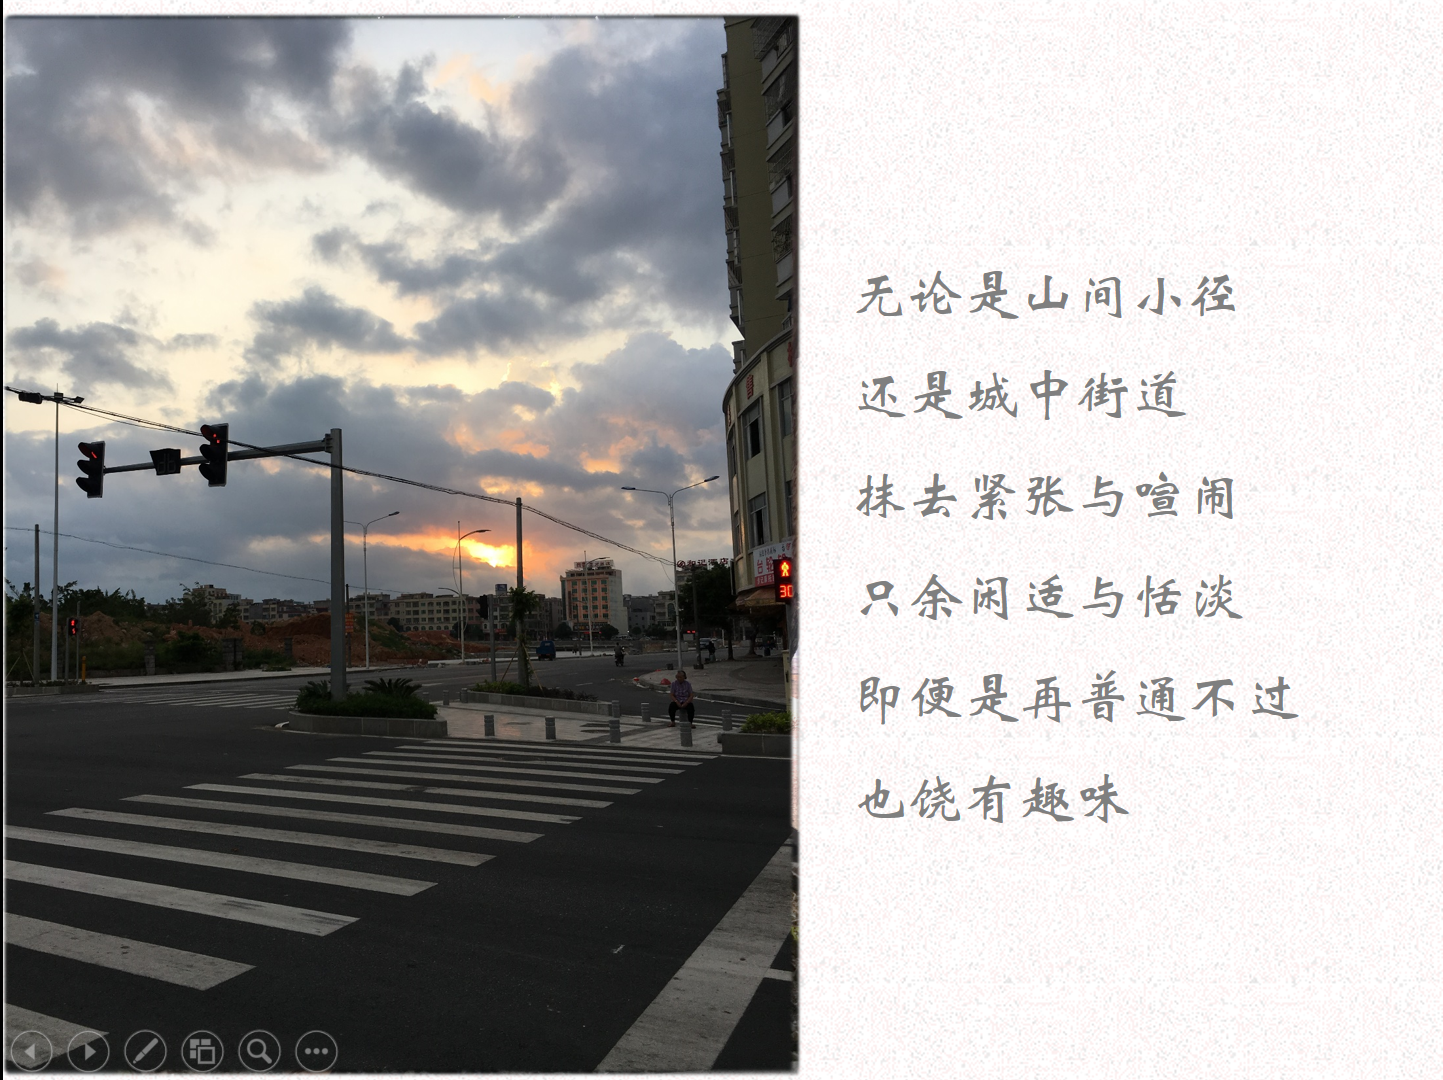 无论是山间小径
还是城中街道
抹去紧张与喧闹
只余闲适与恬淡
即便是再普通不过
也饶有趣味
30